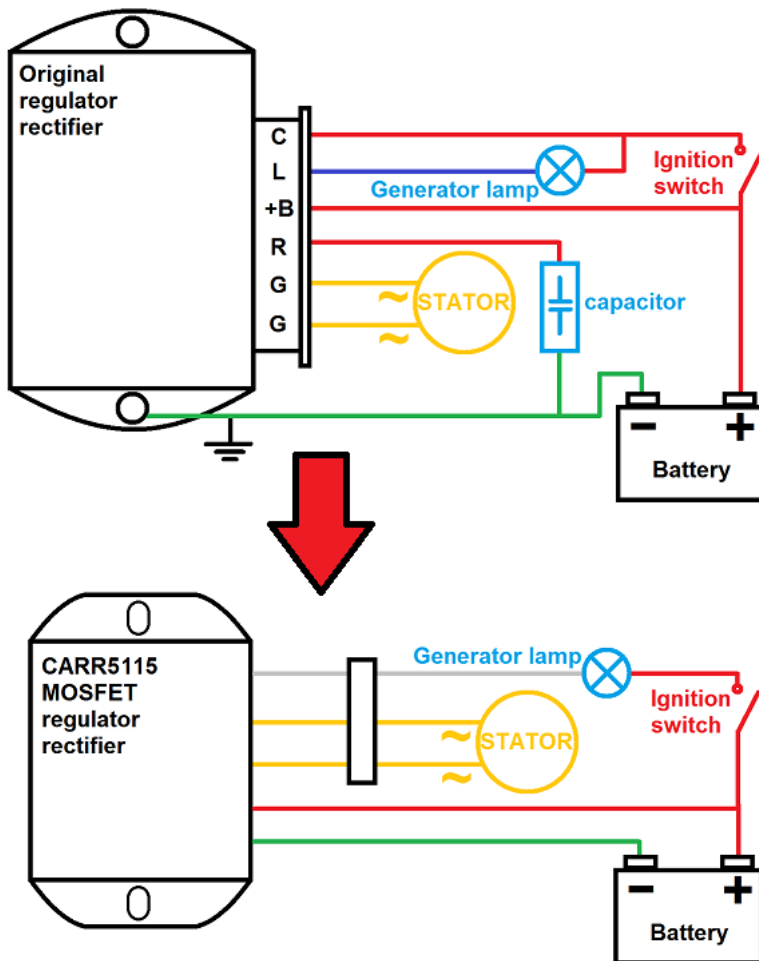 Original
regulator
rectifier
C
L
+B
R
G
G
Generator lamp
Ignition
switch
~
STATOR
~
capacitor
− +
Battery
CARR5115
MOSFET
regulator
rectifier
Generator lamp
Ignition
switch
~
STATOR
~
− +
Battery